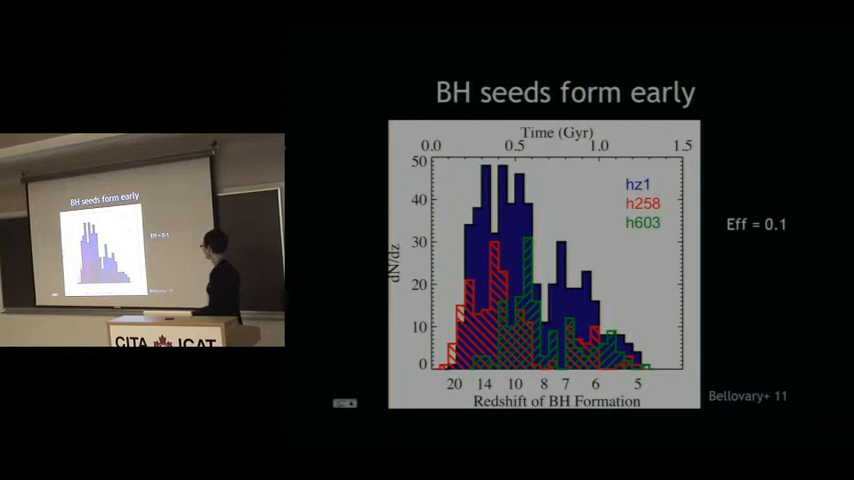 BH seeds form early
Time (Gyr)
0.0 0.5 1.0 1.5
50
40
30
20
10
0
dN/dz
hz1
h258
h603
20 14 10 8 7 6 5
Redshift of BH Formation
Eff = 0.1
Bellovary+ 11
BH seeds form early
Eff = 0.1
Bellovary+ 11
CITA ICAT